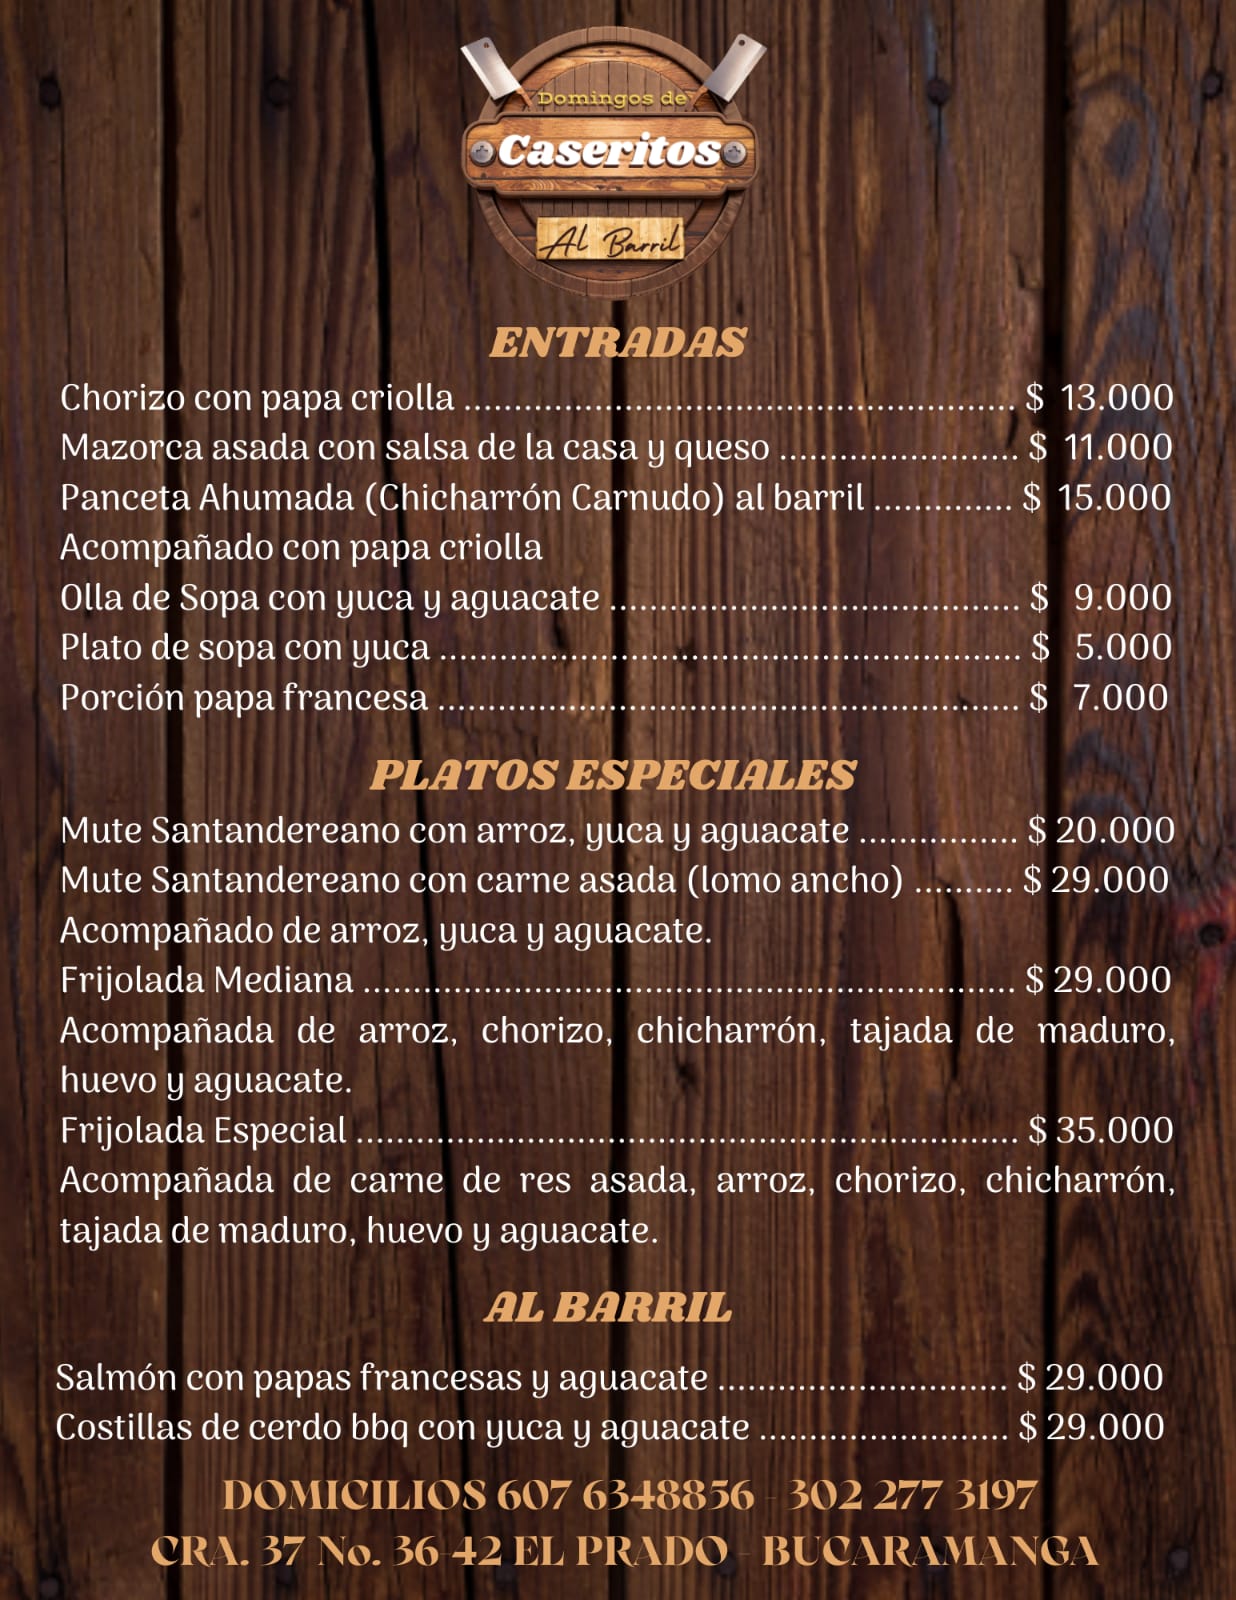 Domingos de
Caseritos
Al Barril
ENTRADAS
Chorizo con papa criolla ........................................................ $ 13.000
Mazorca asada con salsa de la casa y queso ........................ $ 11.000
Panceta Ahumada (Chicharrón Carnudo) al barril .............. $ 15.000
Acompañado con papa criolla
Olla de Sopa con yuca y aguacate ......................................... $ 9.000
Plato de sopa con yuca .......................................................... $ 5.000
Porción papa francesa .......................................................... $ 7.000
PLATOS ESPECIALES
Mute Santandereano con arroz, yuca y aguacate ................ $ 20.000
Mute Santandereano con carne asada (lomo ancho) .......... $ 29.000
Acompañado de arroz, yuca y aguacate.
Frijolada Mediana ................................................................. $ 29.000
Acompañada de arroz, chorizo, chicharrón, tajada de maduro,
huevo y aguacate.
Frijolada Especial .................................................................. $ 35.000
Acompañada de carne de res asada, arroz, chorizo, chicharrón,
tajada de maduro, huevo y aguacate.
AL BARRIL
Salmón con papas francesas y aguacate ............................. $ 29.000
Costillas de cerdo bbq con yuca y aguacate ......................... $ 29.000
DOMICILIOS 607 6348856 - 302 277 3197
CRA. 37 No. 36-42 EL PRADO - BUCARAMANGA